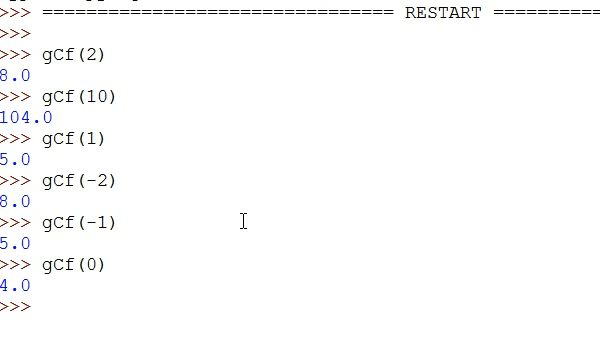 >>> ================================ RESTART ==========
>>>
>>> gCf(2)
8.0
>>> gCf(10)
104.0
>>> gCf(1)
5.0
>>> gCf(-2)
8.0
>>> gCf(-1)
5.0
>>> gCf(0)
4.0
>>>